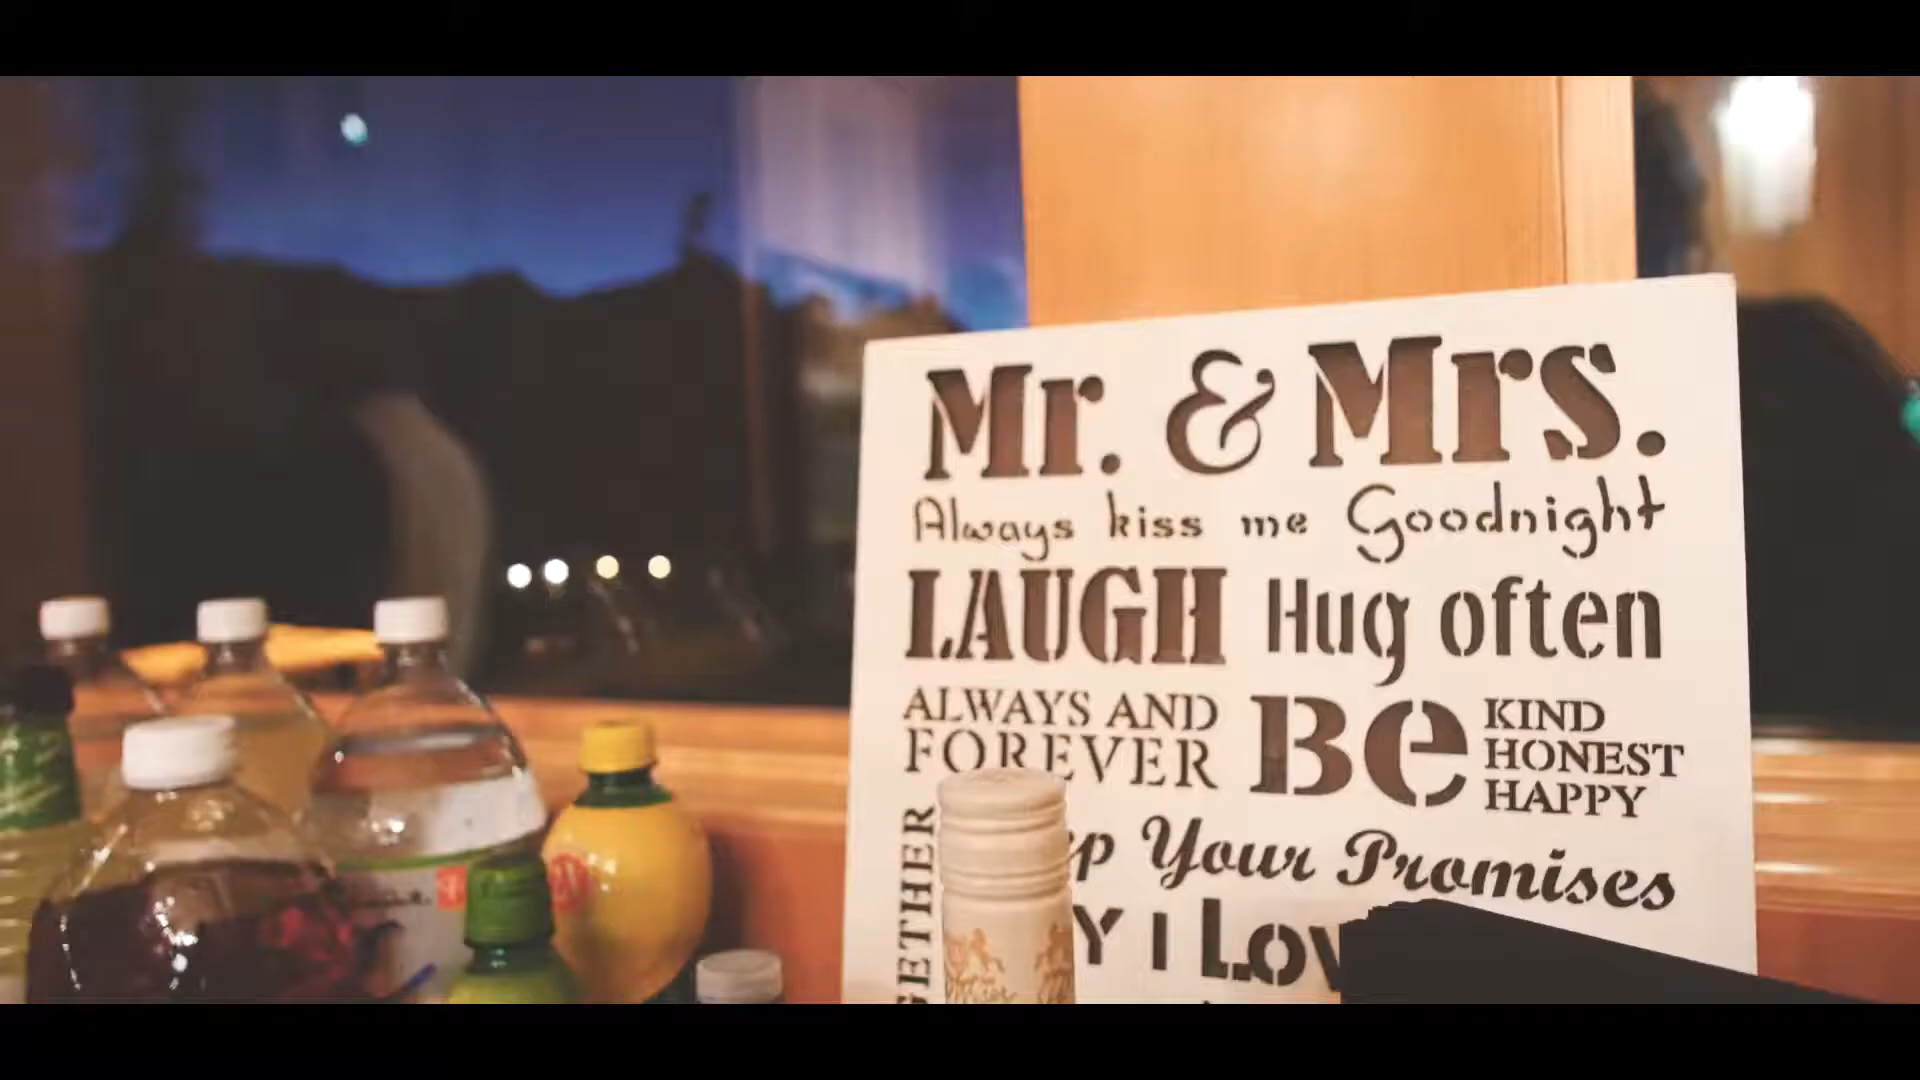 Mr. & Mrs.
Always kiss me Goodnight
LAUGH Hug often
ALWAYS AND
FOREVER
Be
KIND
HONEST
HAPPY
Your Promises
I